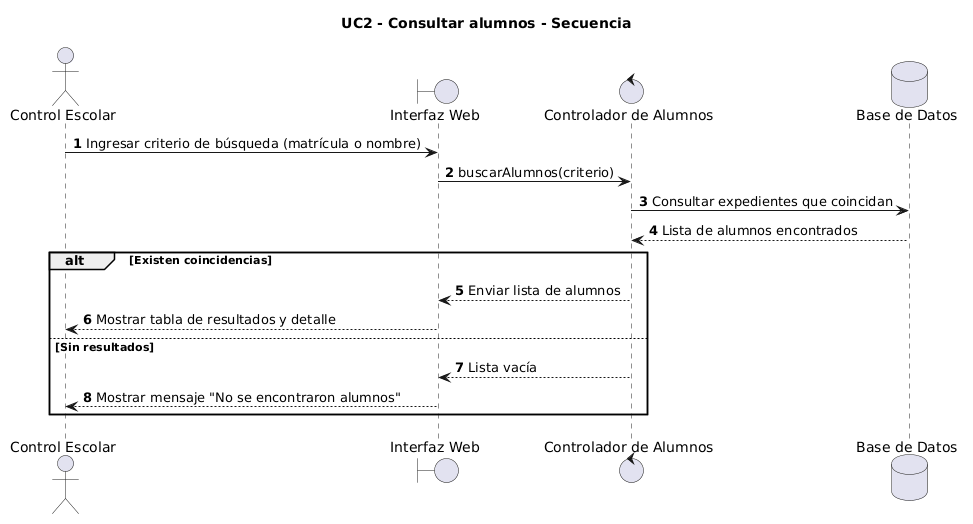 UC2 - Consultar alumnos - Secuencia
Control Escolar
Interfaz Web
Controlador de Alumnos
Base de Datos
1 Ingresar criterio de búsqueda (matrícula o nombre)
2 buscarAlumnos(criterio)
3 Consultar expedientes que coincidan
4 Lista de alumnos encontrados
alt [Existen coincidencias]
5 Enviar lista de alumnos
6 Mostrar tabla de resultados y detalle
[Sin resultados]
7 Lista vacía
8 Mostrar mensaje "No se encontraron alumnos"
Control Escolar
Interfaz Web
Controlador de Alumnos
Base de Datos